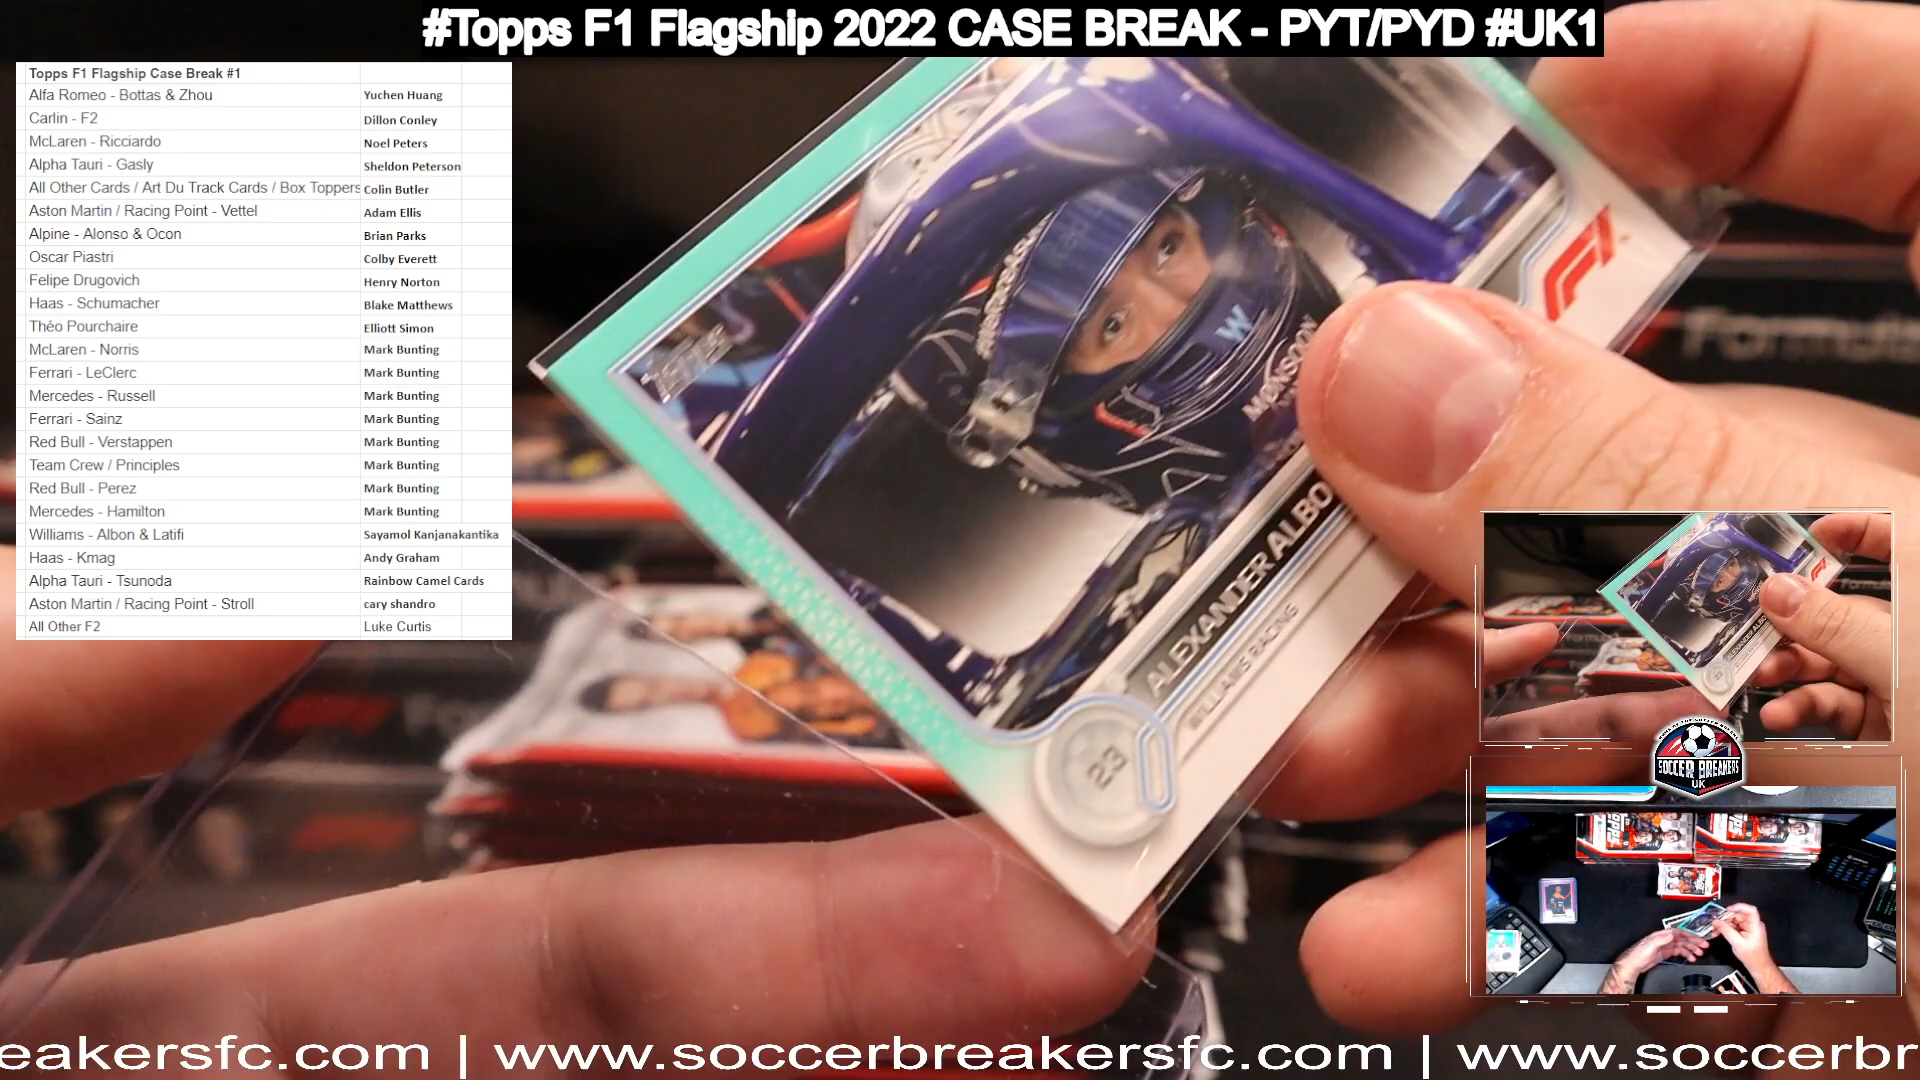 #Topps F1 Flagship 2022 CASE BREAK - PYT/PYD #UK1
Topps F1 Flagship Case Break #1
Alfa Romeo - Bottas & Zhou Yuchen Huang
Carlin - F2 Dillon Conley
McLaren - Ricciardo Noel Peters
Alpha Tauri - Gasly Sheldon Peterson
All Other Cards / Art Du Track Cards / Box Toppers Colin Butler
Aston Martin / Racing Point - Vettel Adam Ellis
Alpine - Alonso & Ocon Brian Parks
Oscar Piastri Colby Everett
Felipe Drugovich Henry Norton
Haas - Schumacher Blake Matthews
Théo Pourchaire Elliott Simon
McLaren - Norris Mark Bunting
Ferrari - LeClerc Mark Bunting
Mercedes - Russell Mark Bunting
Ferrari - Sainz Mark Bunting
Red Bull - Verstappen Mark Bunting
Team Crew / Principles Mark Bunting
Red Bull - Perez Mark Bunting
Mercedes - Hamilton Mark Bunting
Williams - Albon & Latifi Sayamol Kanjanakantika
Haas - Kmag Andy Graham
Alpha Tauri - Tsunoda Rainbow Camel Cards
Aston Martin / Racing Point - Stroll cary shandro
All Other F2 Luke Curtis
TOPPS
F1
W
MONSOON
ALEXANDER ALBO
WILLIAMS RACING
23
Formula
SOCCER BREAKERS
UK
eakersfc.com | www.soccerbreakersfc.com | www.soccerbr